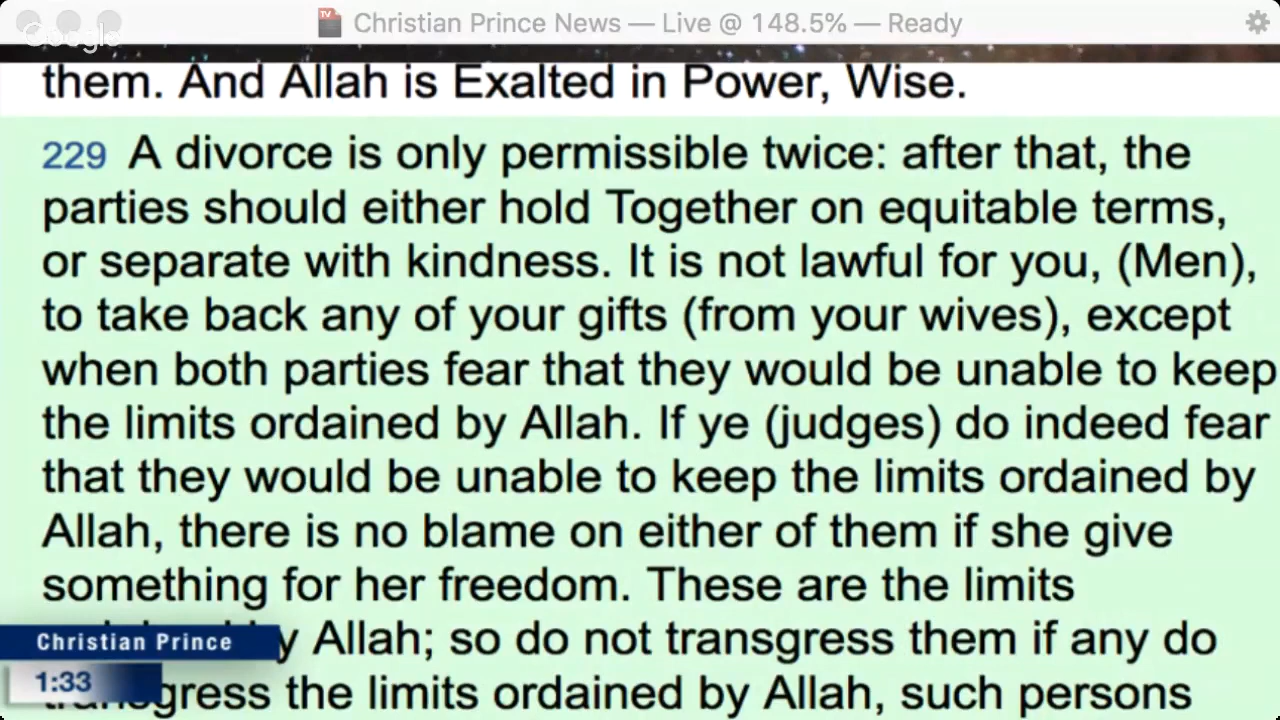 Christian Prince News — Live @ 148.5% — Ready
Google
TV
them. And Allah is Exalted in Power, Wise.
229 A divorce is only permissible twice: after that, the
parties should either hold Together on equitable terms,
or separate with kindness. It is not lawful for you, (Men),
to take back any of your gifts (from your wives), except
when both parties fear that they would be unable to keep
the limits ordained by Allah. If ye (judges) do indeed fear
that they would be unable to keep the limits ordained by
Allah, there is no blame on either of them if she give
something for her freedom. These are the limits
y Allah; so do not transgress them if any do
Christian Prince
gress the limits ordained by Allah, such persons
1:33